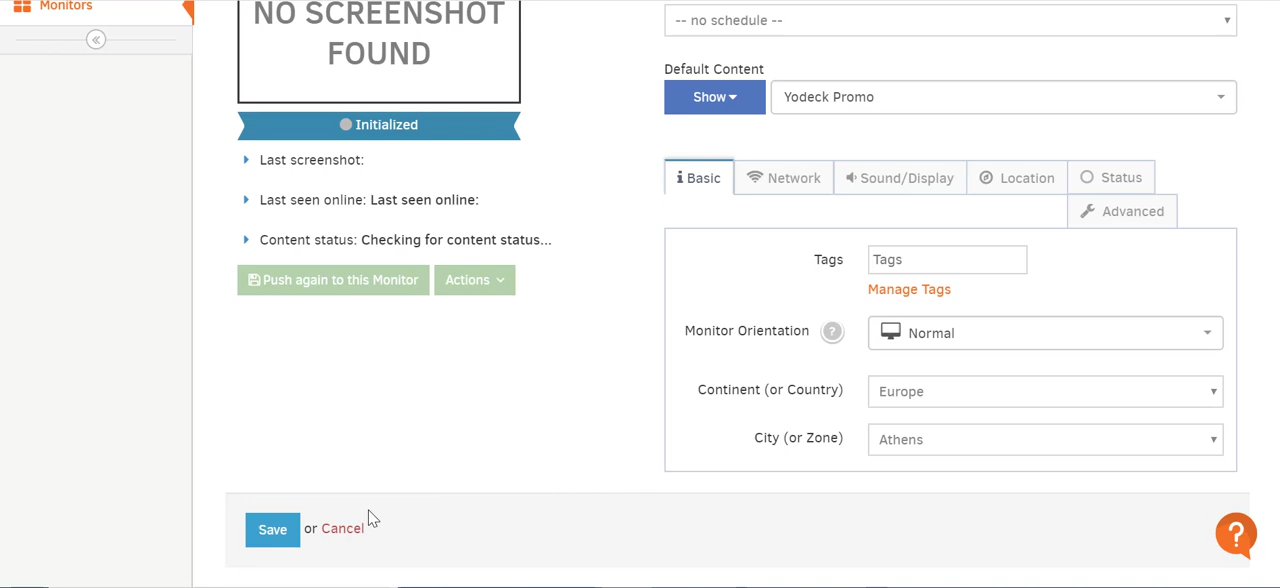 Monitors
NO SCREENSHOT
FOUND
Initialized
Last screenshot:
Last seen online: Last seen online:
Content status: Checking for content status...
Push again to this Monitor
Actions
-- no schedule --
Default Content
Show
Yodeck Promo
Basic
Network
Sound/Display
Location
Status
Advanced
Tags
Tags
Manage Tags
Monitor Orientation ?
Normal
Continent (or Country)
Europe
City (or Zone)
Athens
Save or Cancel
?